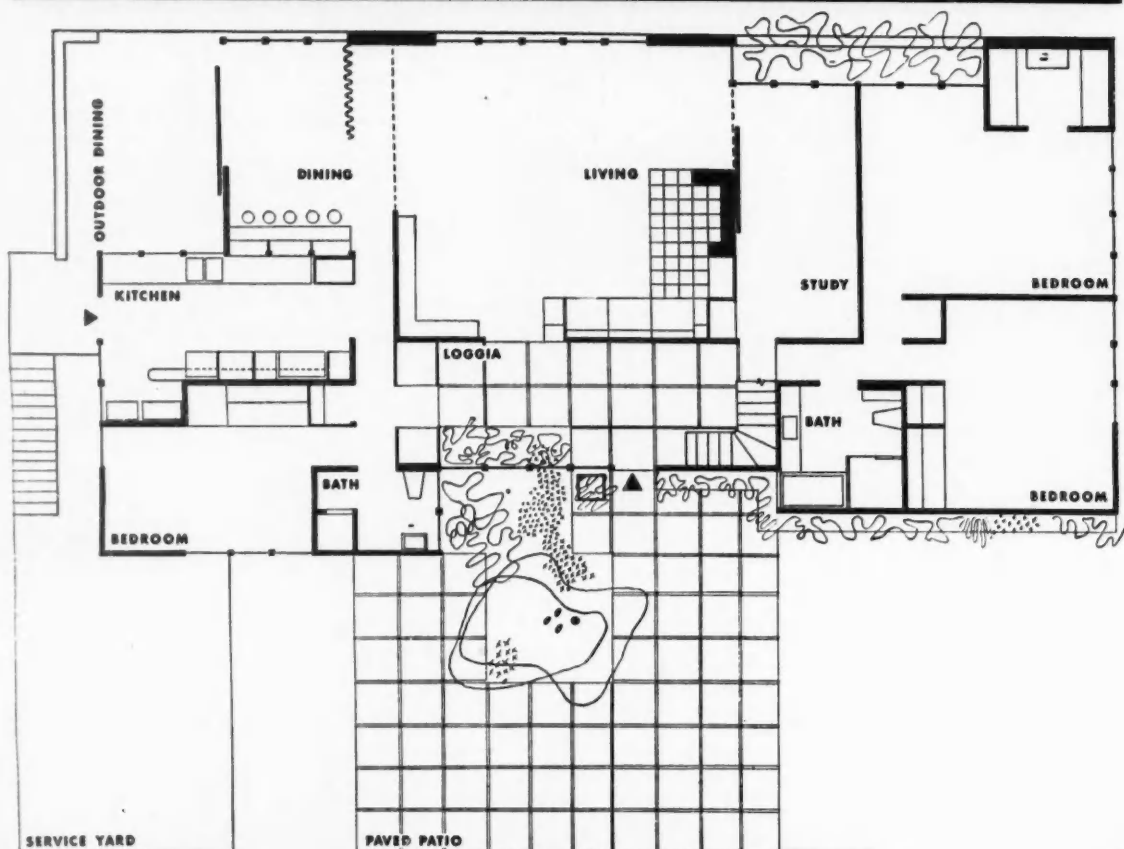 OUTDOOR DINING
DINING
LIVING
KITCHEN
STUDY
BEDROOM
LOGGIA
BATH
BATH
BEDROOM
BEDROOM
SERVICE YARD
PAVED PATIO